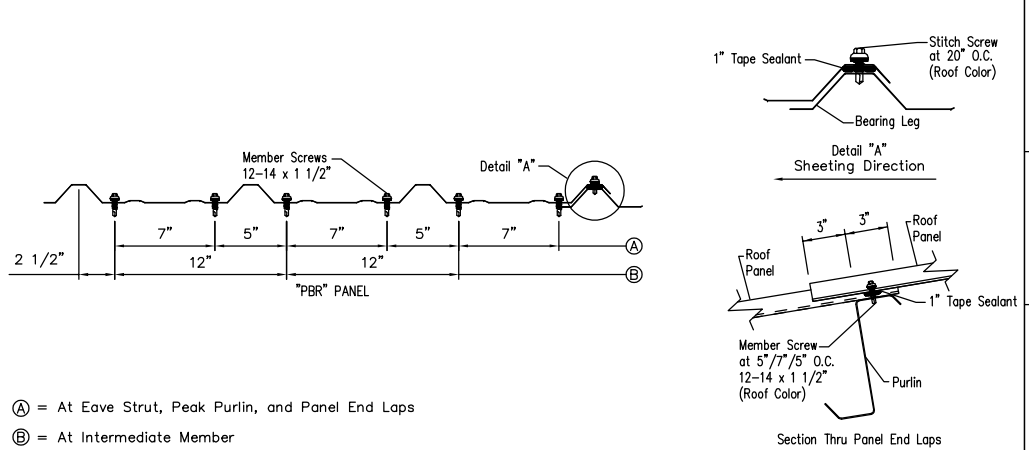 Member Screws
12-14 x 1 1/2"
Detail "A"
7"
5"
7"
5"
7"
A
2 1/2"
12"
12"
B
"PBR" PANEL
A = At Eave Strut, Peak Purlin, and Panel End Laps
B = At Intermediate Member
1" Tape Sealant
Stitch Screw
at 20" O.C.
(Roof Color)
Bearing Leg
Detail "A"
Sheeting Direction
3"
3"
Roof
Panel
Roof
Panel
1" Tape Sealant
Member Screw
at 5"/7"/5" O.C.
12-14 x 1 1/2"
(Roof Color)
Purlin
Section Thru Panel End Laps